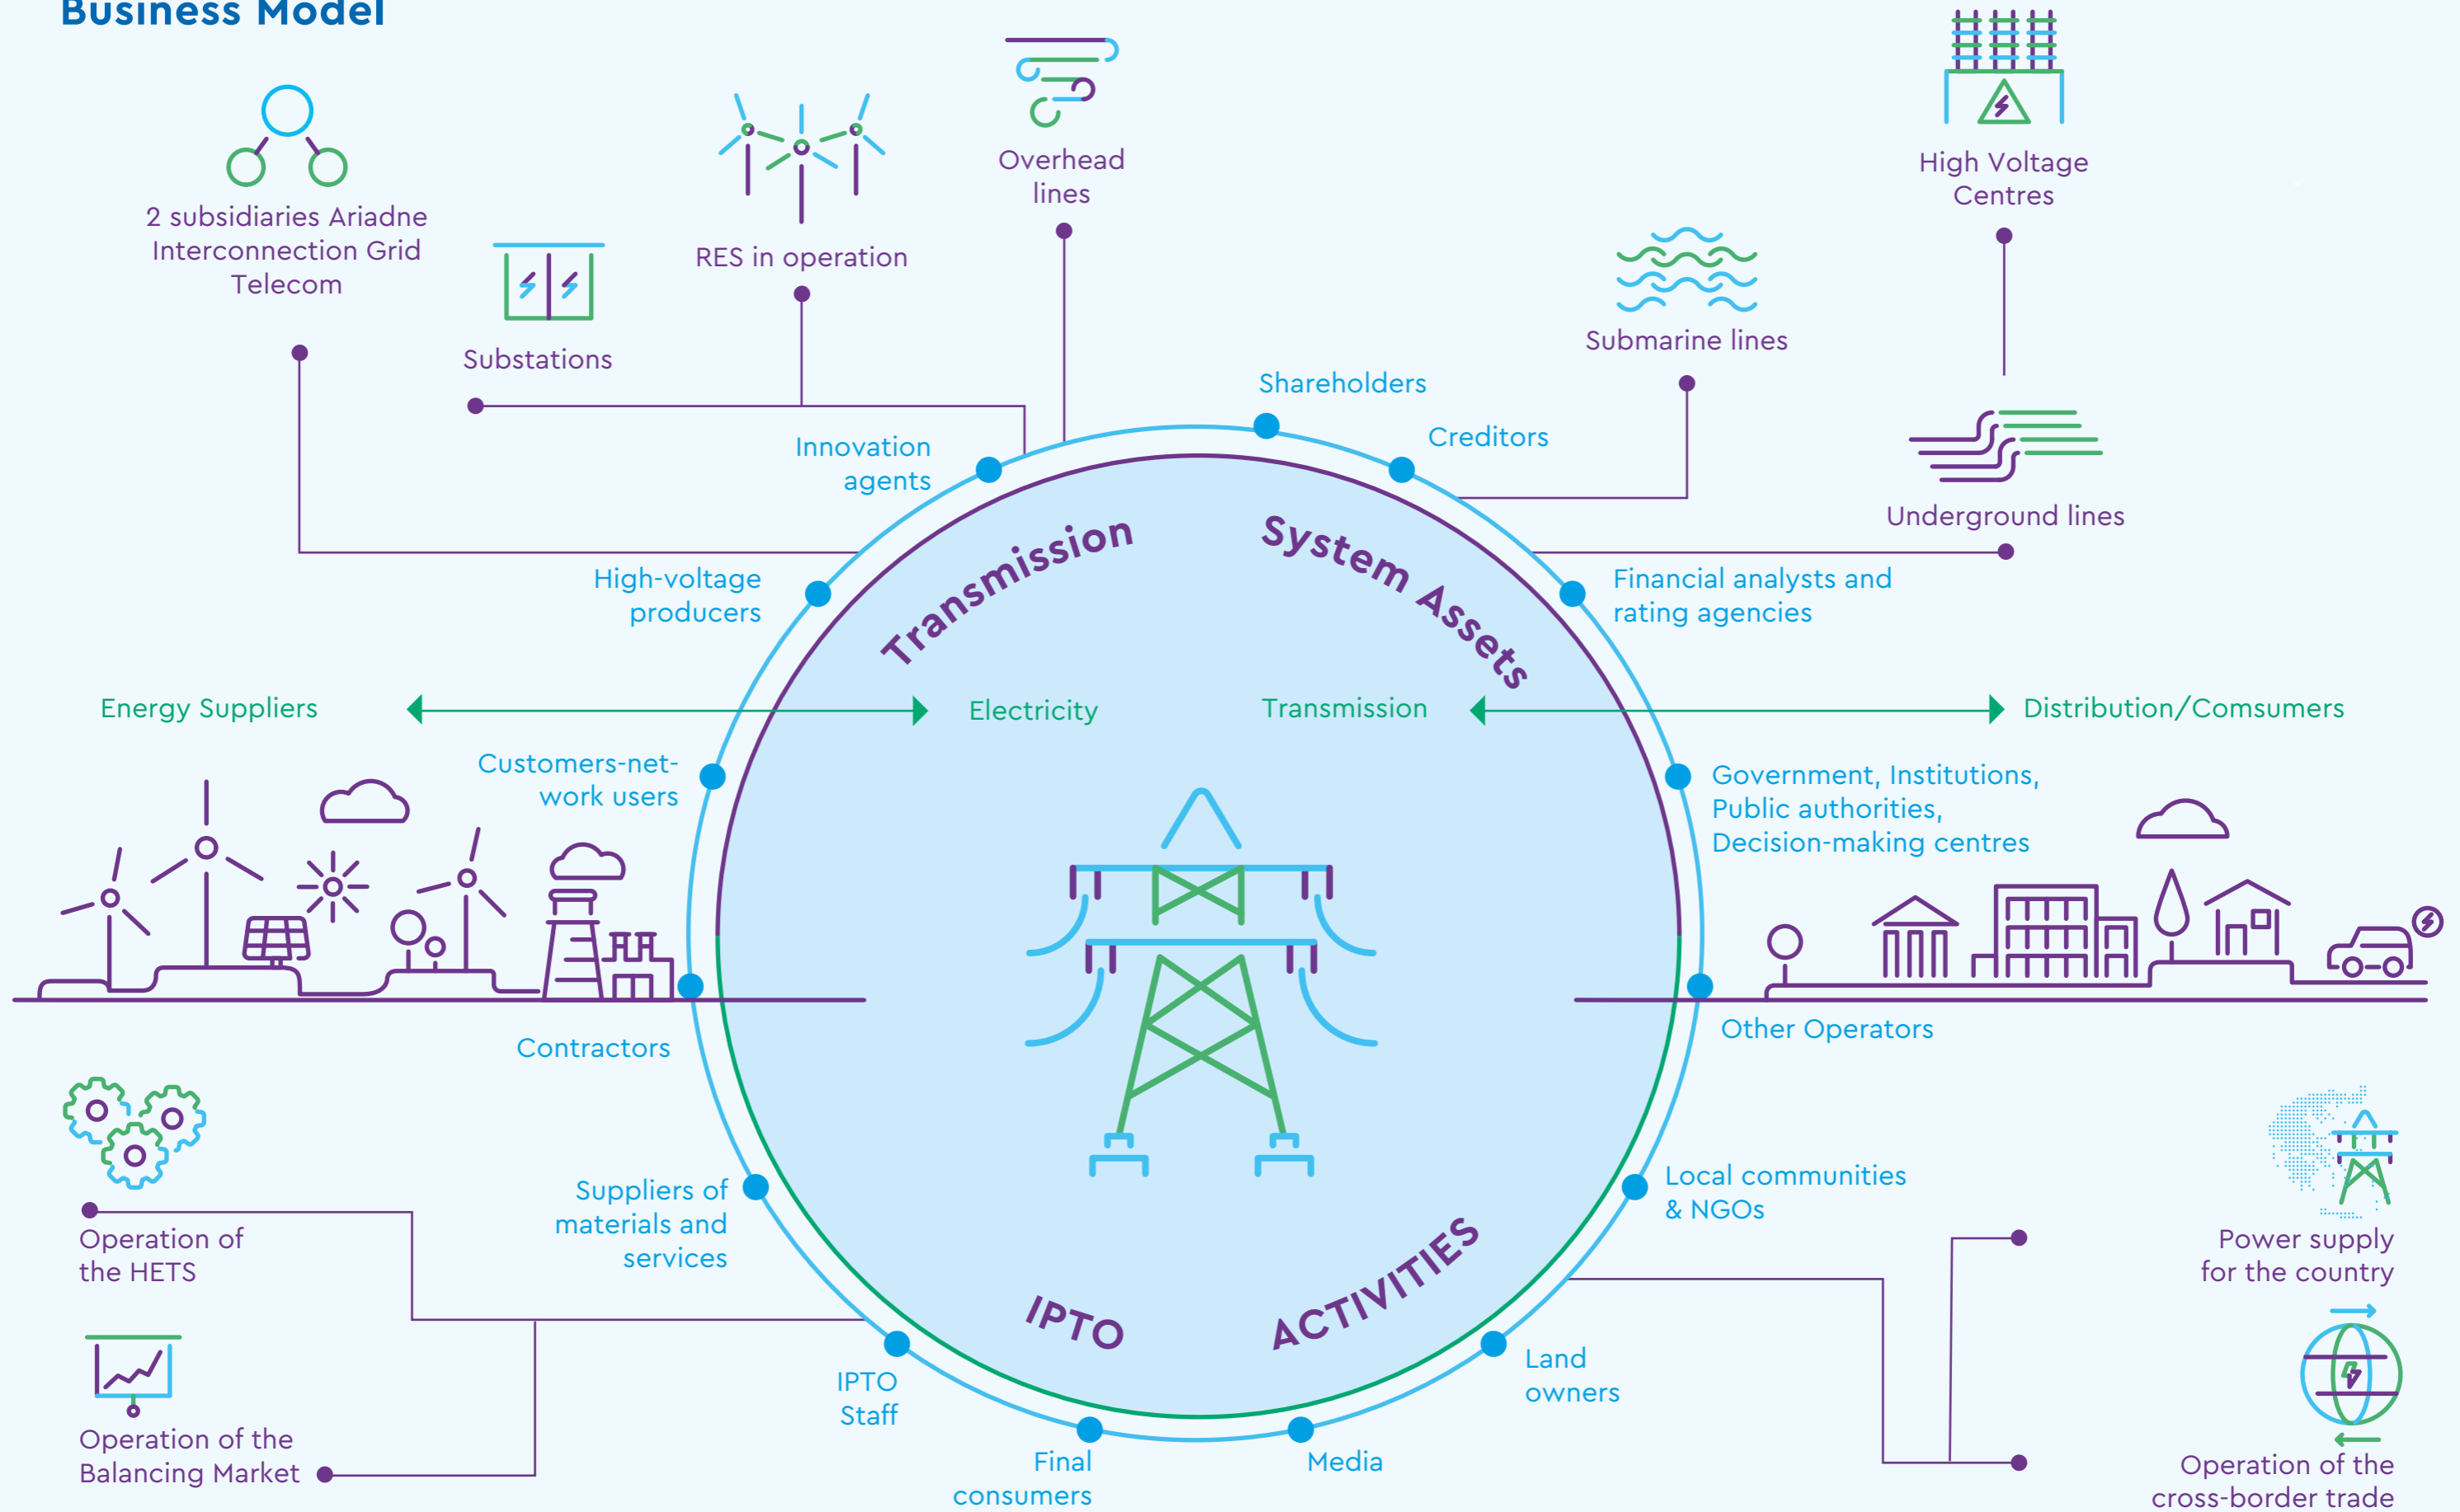 Business Model
2 subsidiaries Ariadne
Interconnection Grid
Telecom
Substations
RES in operation
Overhead
lines
Submarine lines
High Voltage
Centres
Underground lines
Shareholders
Creditors
Innovation
agents
High-voltage
producers
Financial analysts and
rating agencies
Transmission System Assets
Energy Suppliers
Electricity
Transmission
Distribution/Comsumers
Customers-net-
work users
Government, Institutions,
Public authorities,
Decision-making centres
Contractors
Other Operators
Suppliers of
materials and
services
Local communities
& NGOs
Operation of
the HETS
Power supply
for the country
IPTO ACTIVITIES
IPTO
Staff
Land
owners
Final
consumers
Media
Operation of the
Balancing Market
Operation of the
cross-border trade